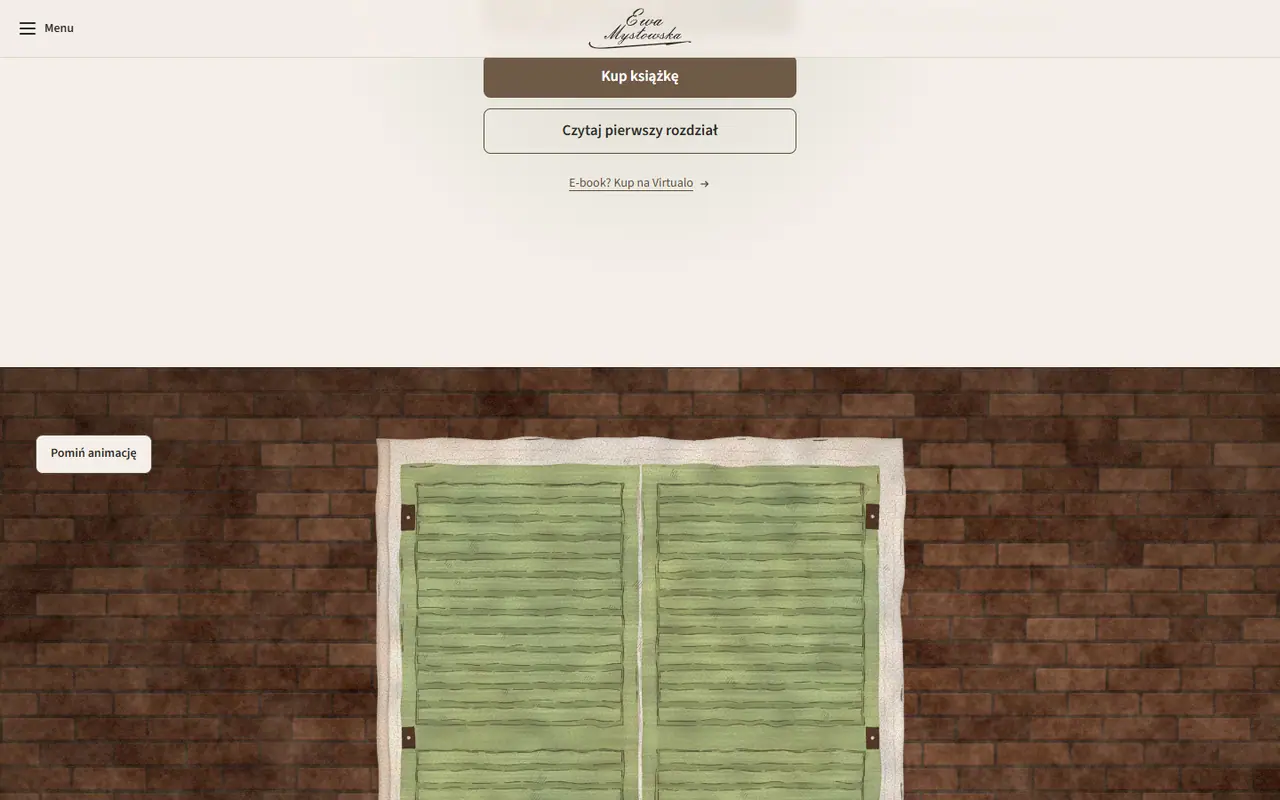 Menu
Ewa
Mysłowska
Kup książkę
Czytaj pierwszy rozdział
E-book? Kup na Virtualo →
Pomiń animację